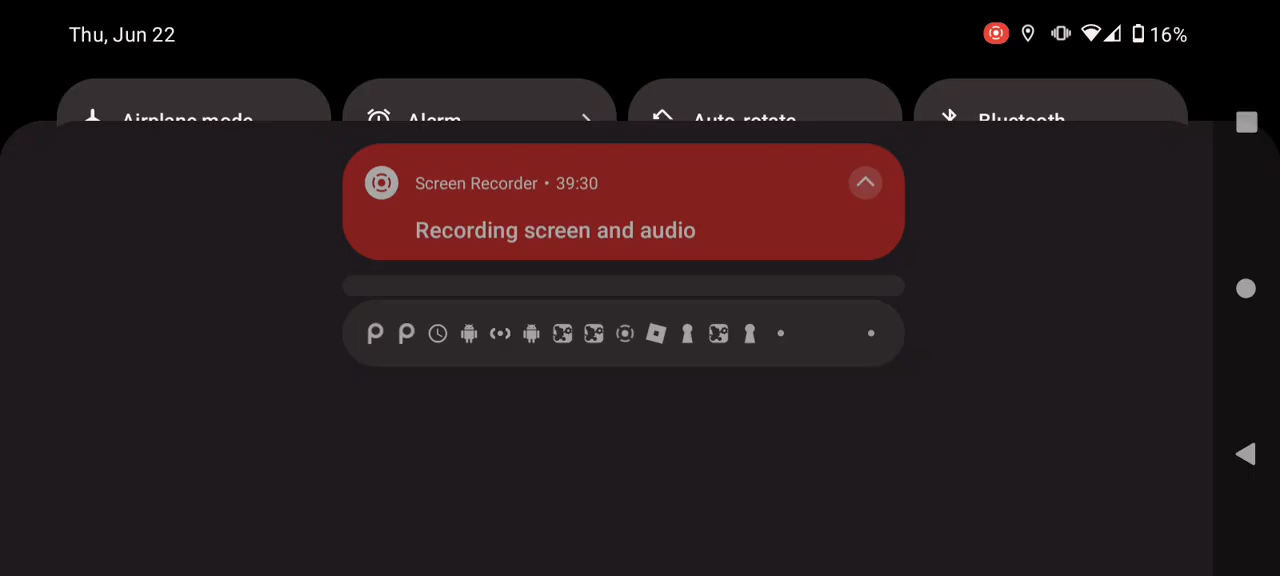 Thu, Jun 22
16%
Airplane mode
Alarm
Auto-rotate
Bluetooth
Screen Recorder • 39:30
Recording screen and audio